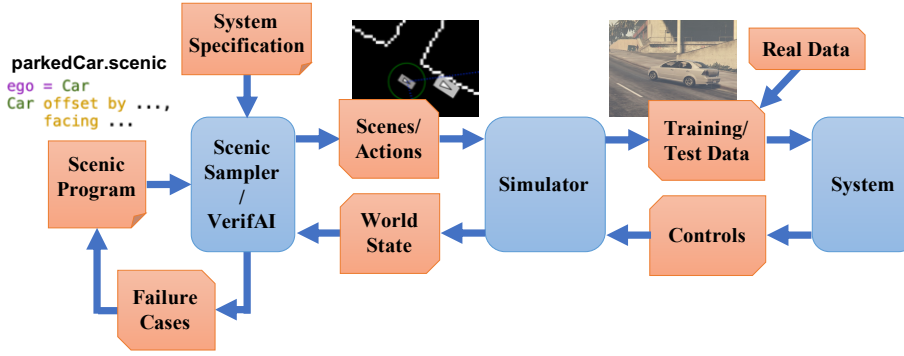 System
Specification
parkedCar.scenic
ego = Car
Car offset by ...,
facing ...
Real Data
Scenic
Program
Scenic
Sampler
/
VerifAI
Scenes/
Actions
Simulator
Training/
Test Data
System
World
State
Controls
Failure
Cases